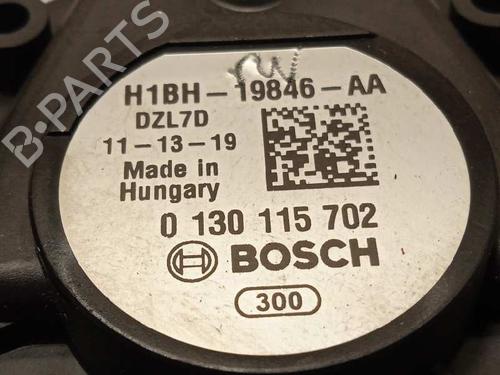 B-PARTS
H1BH-19846-AA
DZL7D
11-13-19
Made in
Hungary
0 130 115 702
BOSCH
300